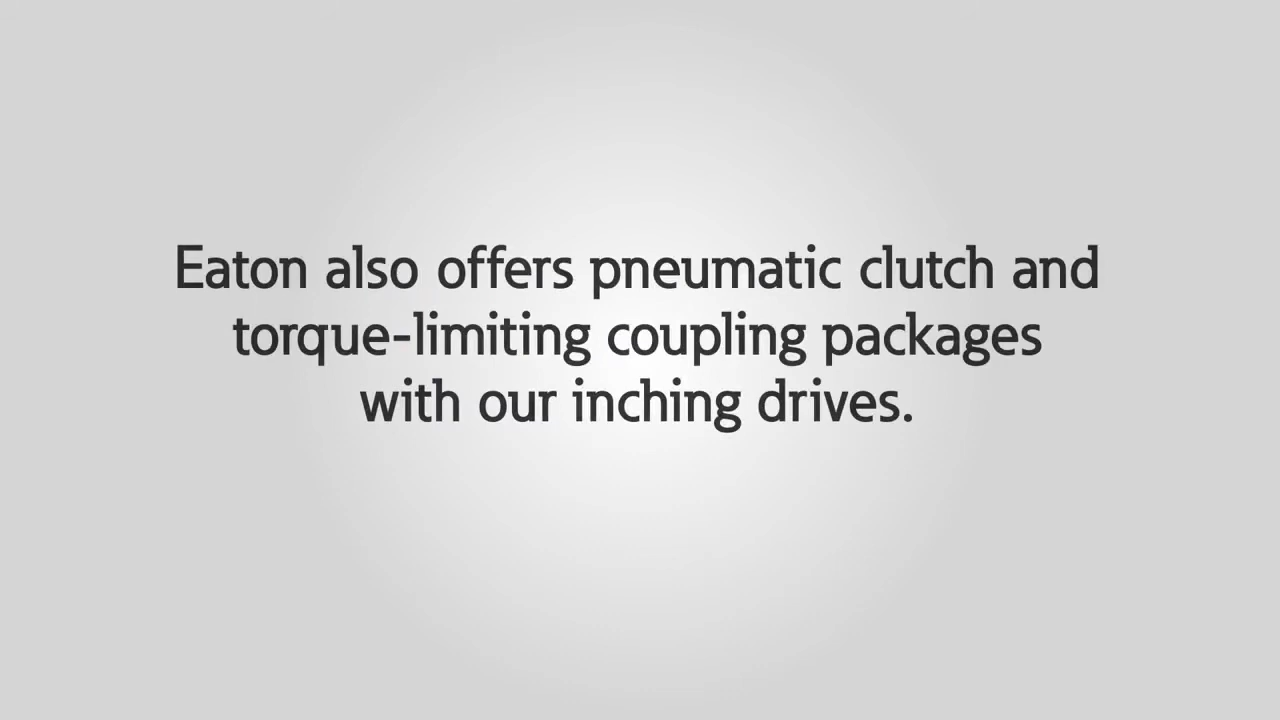 Eaton also offers pneumatic clutch and
torque-limiting coupling packages
with our inching drives.